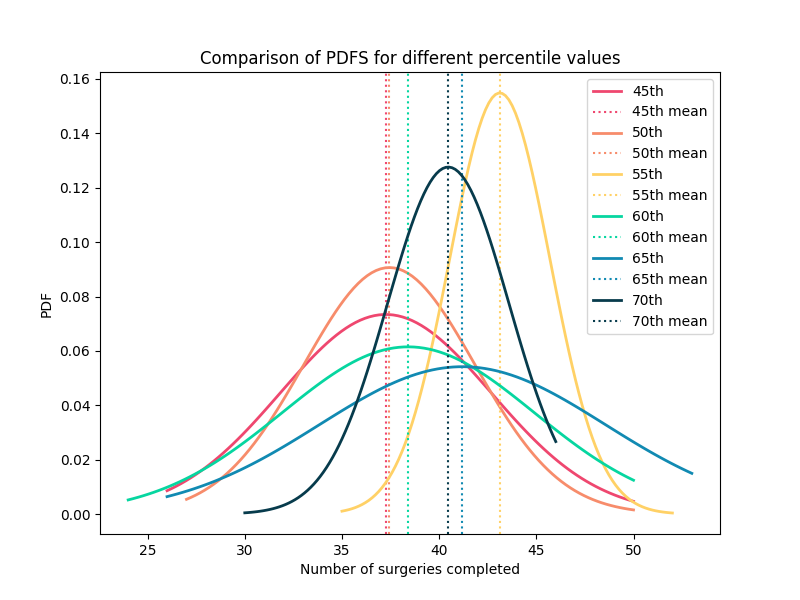 Comparison of PDFS for different percentile values
0.16
0.14
0.12
0.10
0.08
0.06
0.04
0.02
0.00
PDF
25
30
35
40
45
50
Number of surgeries completed
45th
45th mean
50th
50th mean
55th
55th mean
60th
60th mean
65th
65th mean
70th
70th mean